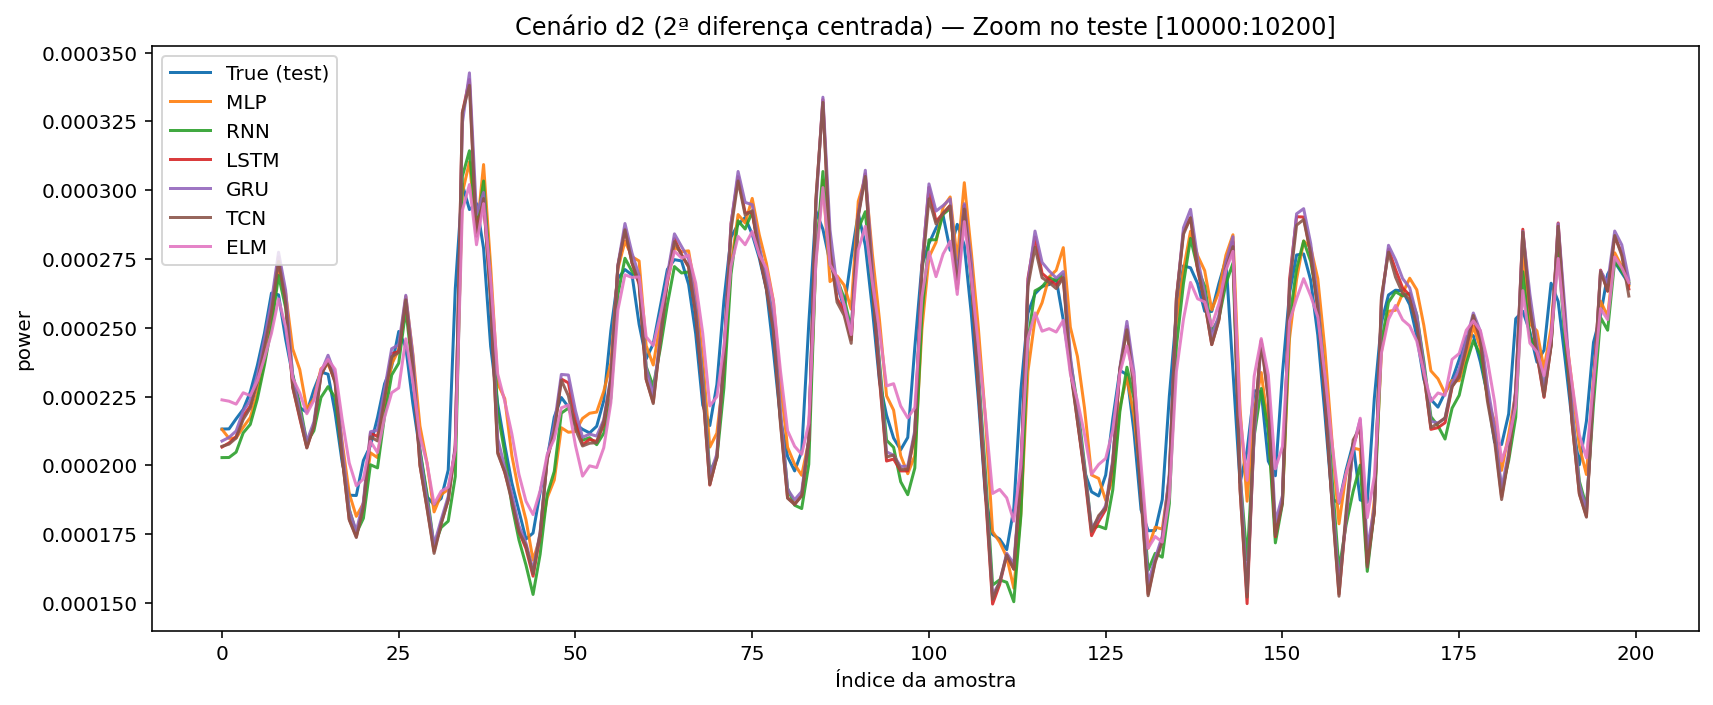 Cenário d2 (2ª diferença centrada) — Zoom no teste [10000:10200]
0.000350
0.000325
0.000300
0.000275
0.000250
0.000225
0.000200
0.000175
0.000150
power
True (test)
MLP
RNN
LSTM
GRU
TCN
ELM
0
25
50
75
100
125
150
175
200
Índice da amostra